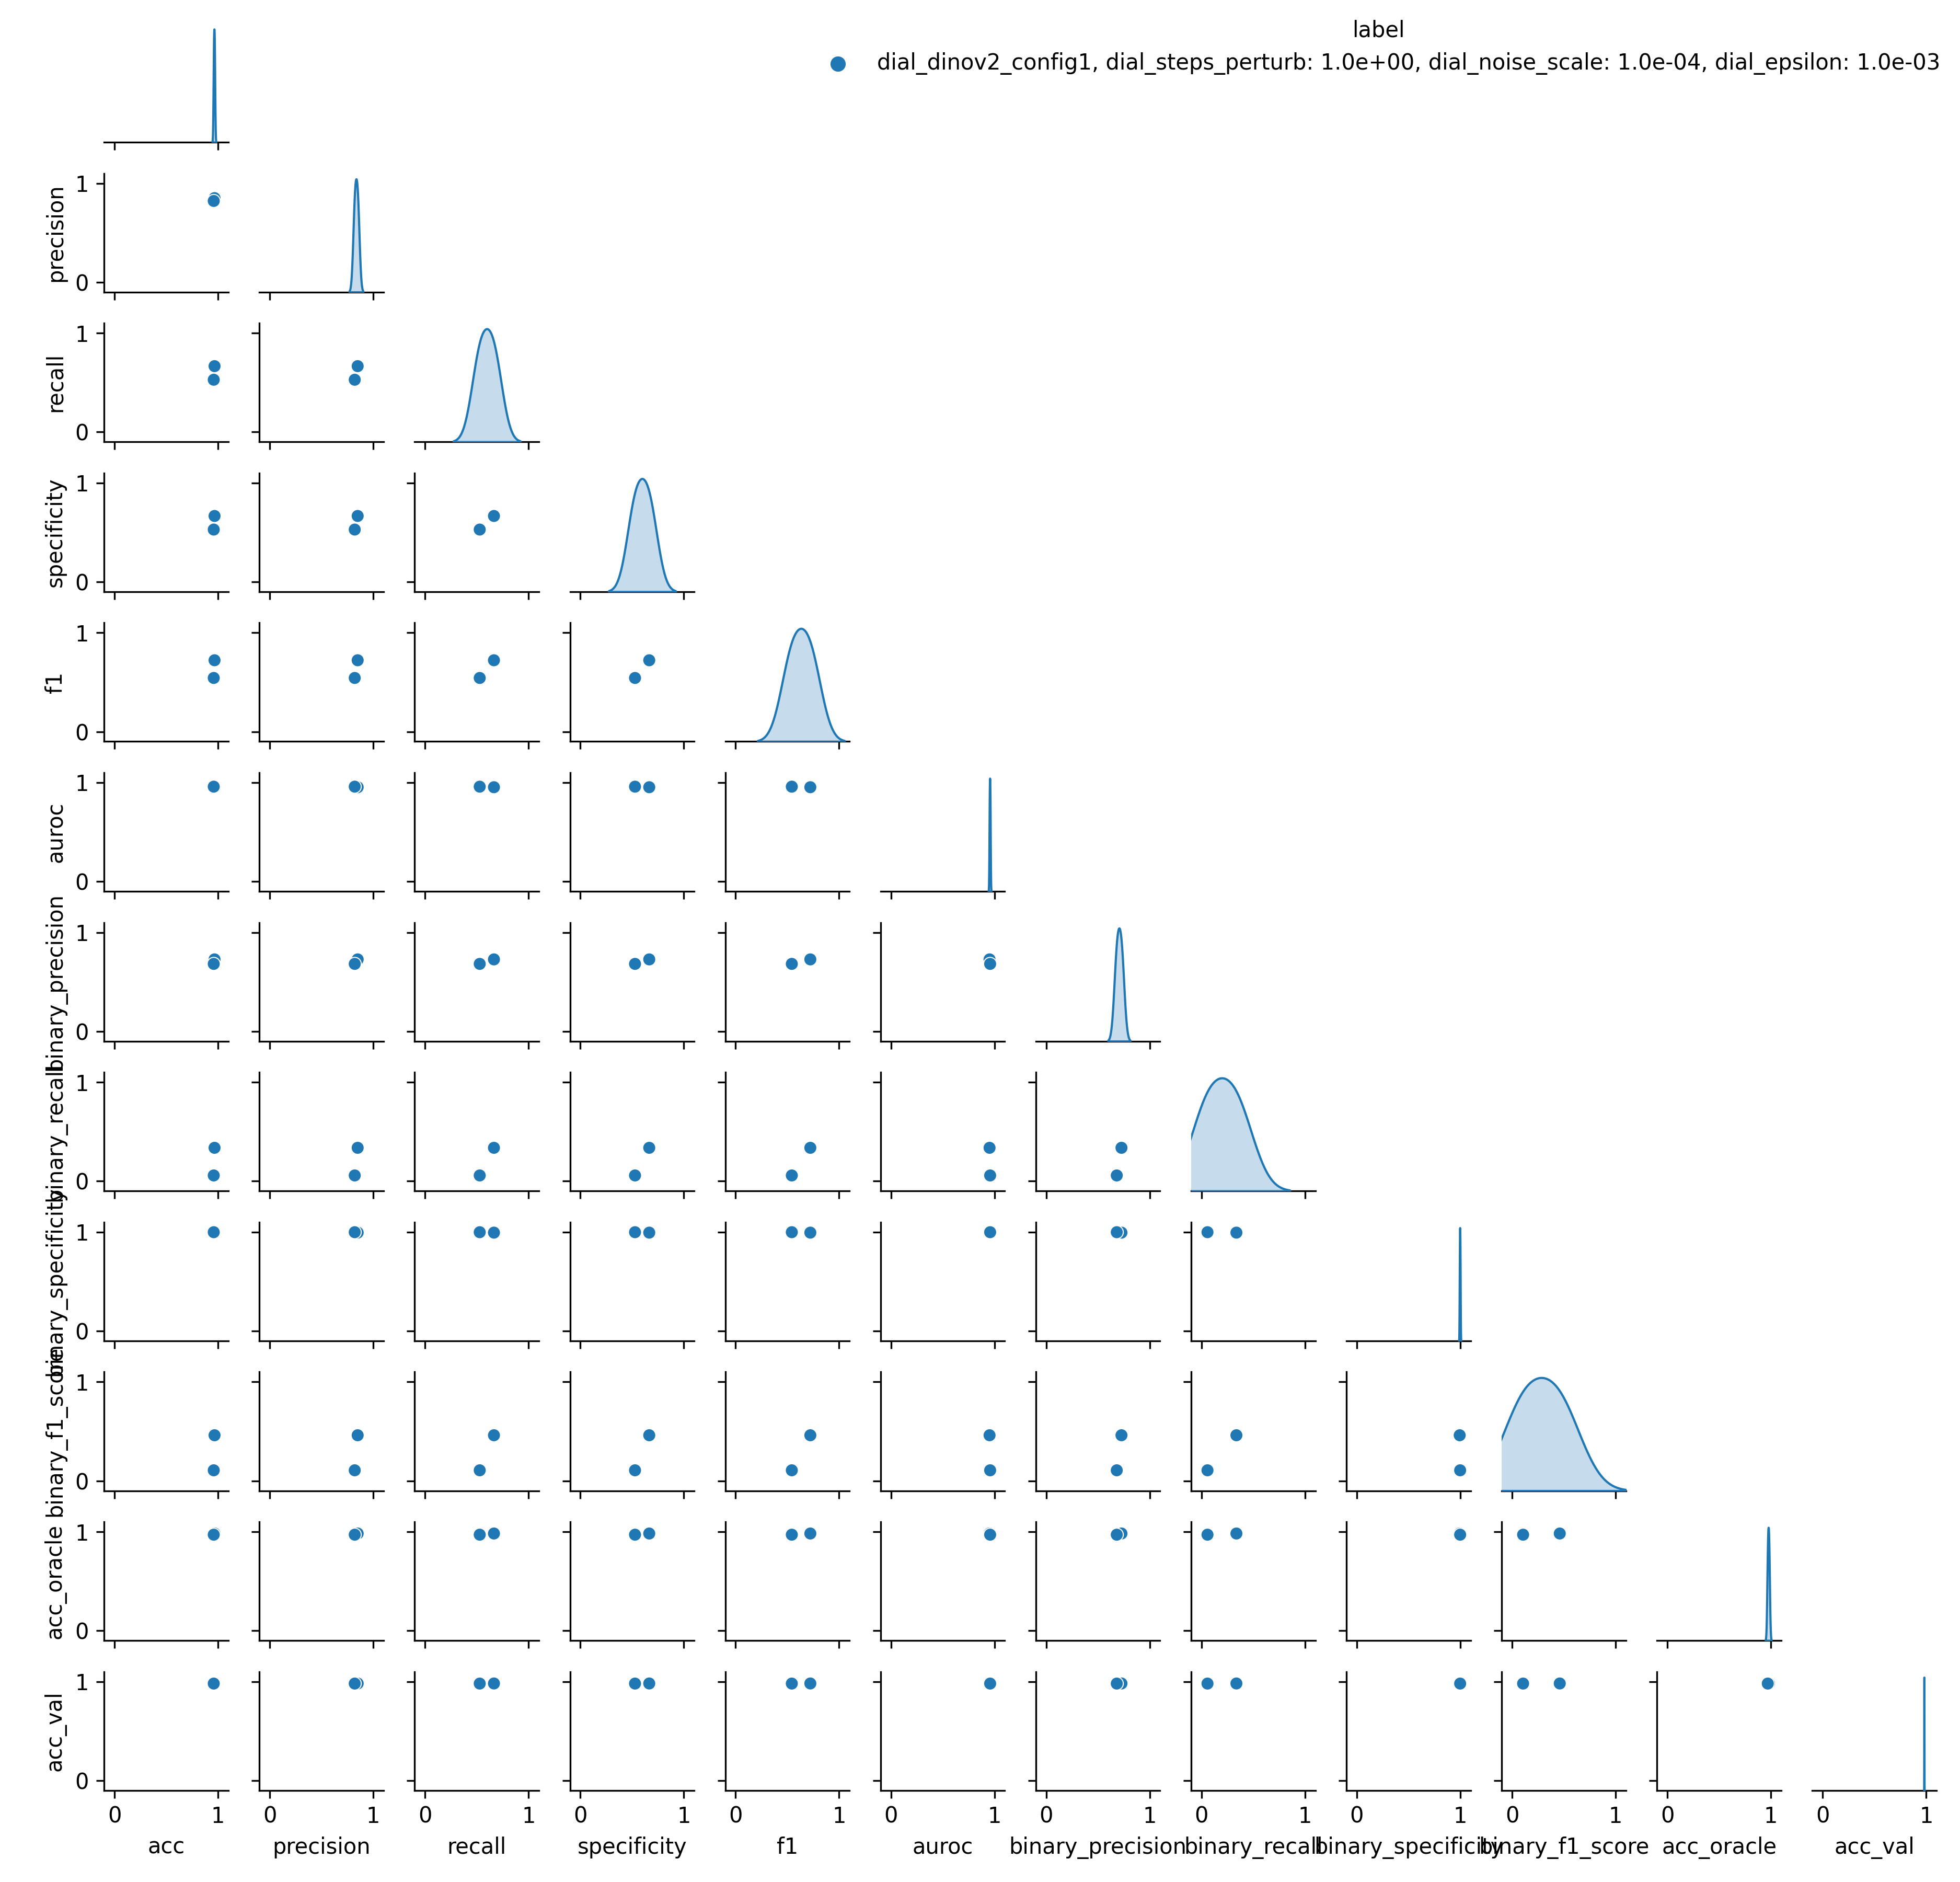 label
dial_dinov2_config1, dial_steps_perturb: 1.0e+00, dial_noise_scale: 1.0e-04, dial_epsilon: 1.0e-03
precision
1
0
recall
1
0
specificity
1
0
f1
1
0
auroc
1
0
binary_precision
1
0
binary_recall
1
0
binary_specificity
1
0
binary_f1_score
1
0
acc_oracle
1
0
acc_val
1
0
0 1 0 1 0 1 0 1 0 1 0 1 0 1 0 1 0 1 0 1 0 1 0 1
acc precision recall specificity f1 auroc binary_precision binary_recall binary_specificity binary_f1_score acc_oracle acc_val